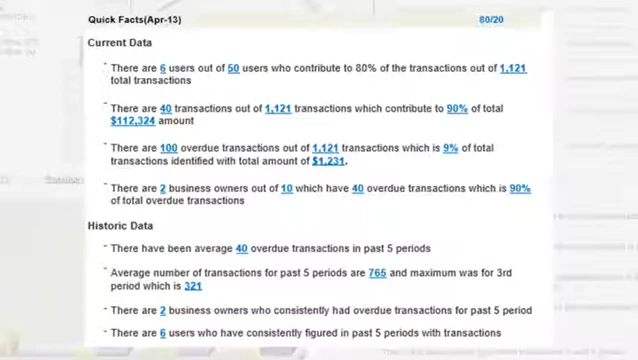 Quick Facts(Apr-13) 80/20
Current Data
There are 6 users out of 50 users who contribute to 80% of the transactions out of 1,121
total transactions
There are 40 transactions out of 1,121 transactions which contribute to 90% of total
$112,324 amount
There are 100 overdue transactions out of 1,121 transactions which is 9% of total
transactions identified with total amount of $1,231.
There are 2 business owners out of 10 which have 40 overdue transactions which is 90%
of total overdue transactions
Historic Data
There have been average 40 overdue transactions in past 5 periods
Average number of transactions for past 5 periods are 765 and maximum was for 3rd
period which is 321
There are 2 business owners who consistently had overdue transactions for past 5 period
There are 6 users who have consistently figured in past 5 periods with transactions